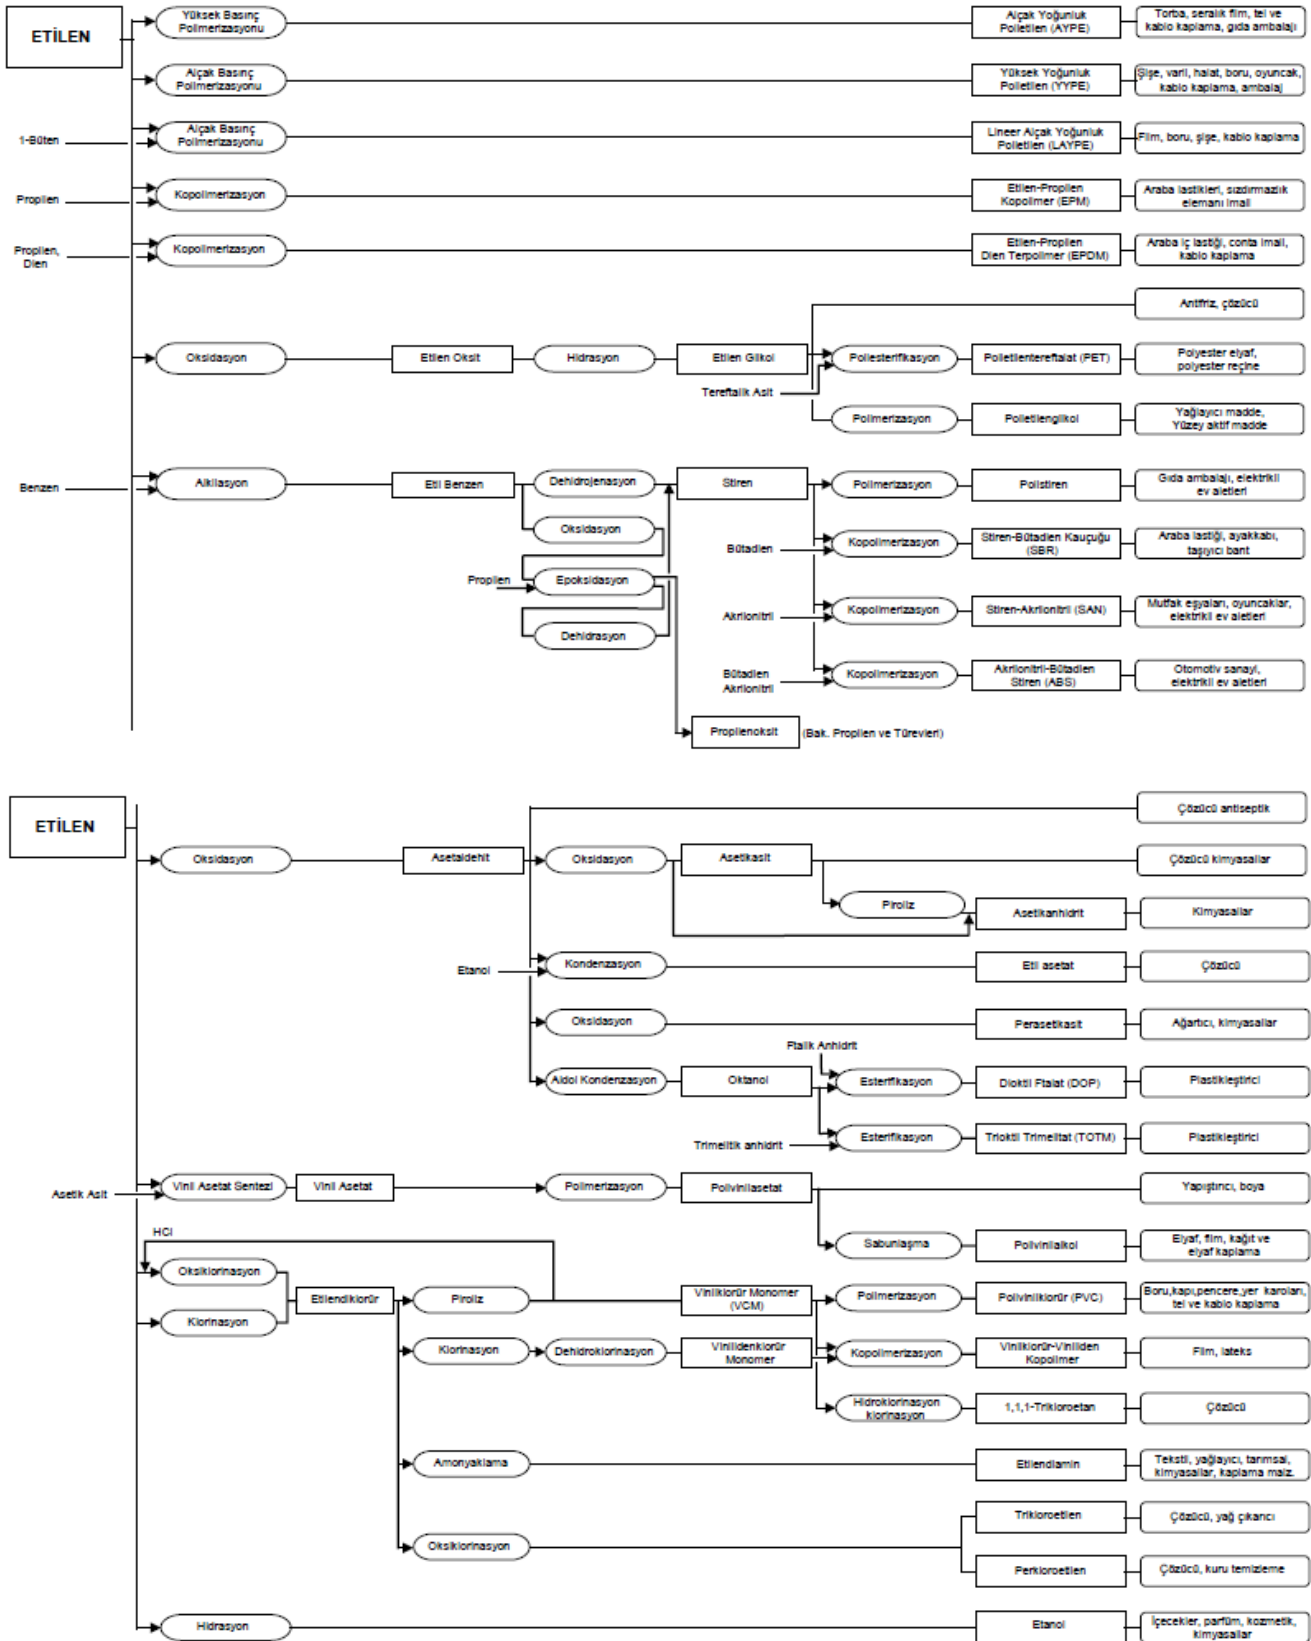 ETİLEN
Yüksek Basınç
Polimerizasyonu
Alçak Yoğunluk
Polietilen (AYPE)
Torba, seralık film, tel ve
kablo kaplama, gıda ambalajı
Alçak Basınç
Polimerizasyonu
Yüksek Yoğunluk
Polietilen (YYPE)
Şişe, varil, halat, boru, oyuncak,
kablo kaplama, ambalaj
1-Büten
Alçak Basınç
Polimerizasyonu
Lineer Alçak Yoğunluk
Polietilen (LAYPE)
Film, boru, şişe, kablo kaplama
Propilen
Kopolimerizasyon
Etilen-Propilen
Kopolimer (EPM)
Araba lastikleri, sızdırmazlık
elemanı imali
Propilen,
Dien
Kopolimerizasyon
Etilen-Propilen
Dien Terpolimer (EPDM)
Araba iç lastiği, conta imali,
kablo kaplama
Antifriz, çözücü
Oksidasyon
Etilen Oksit
Hidrasyon
Etilen Glikol
Poliesterifikasyon
Polietilentereftalat (PET)
Polyester elyaf,
polyester reçine
Tereftalik Asit
Polimerizasyon
Polietilenglikol
Yağlayıcı madde,
Yüzey aktif madde
Benzen
Alkilasyon
Etil Benzen
Dehidrojenasyon
Stiren
Polimerizasyon
Polistiren
Gıda ambalajı, elektrikli
ev aletleri
Oksidasyon
Bütadien
Kopolimerizasyon
Stiren-Bütadien Kauçuğu
(SBR)
Araba lastiği, ayakkabı,
taşıyıcı bant
Propilen
Epoksidasyon
Akrilonitril
Kopolimerizasyon
Stiren-Akrilonitril (SAN)
Mutfak eşyaları, oyuncaklar,
elektrikli ev aletleri
Dehidrasyon
Bütadien
Akrilonitril
Kopolimerizasyon
Akrilonitril-Bütadien
Stiren (ABS)
Otomotiv sanayi,
elektrikli ev aletleri
Propilenoksit
(Bak. Propilen ve Türevleri)
ETİLEN
Çözücü antiseptik
Oksidasyon
Asetaldehit
Oksidasyon
Asetikasit
Çözücü kimyasallar
Piroliz
Asetikanhidrit
Kimyasallar
Etanol
Kondenzasyon
Etil asetat
Çözücü
Oksidasyon
Perasetikasit
Ağartıcı, kimyasallar
Ftalik Anhidrit
Aldol Kondenzasyon
Oktanol
Esterifikasyon
Dioktil Ftalat (DOP)
Plastikleştirici
Trimelitik anhidrit
Esterifikasyon
Trioktil Trimelitat (TOTM)
Plastikleştirici
Asetik Asit
Vinil Asetat Sentezi
Vinil Asetat
Polimerizasyon
Polivinilasetat
Yapıştırıcı, boya
HCl
Sabunlaşma
Polivinilalkol
Elyaf, film, kağıt ve
elyaf kaplama
Oksiklorinasyon
Etilendiklorür
Piroliz
Vinilklorür Monomer
(VCM)
Polimerizasyon
Polivinilklorür (PVC)
Boru,kapı,pencere,yer karoları,
tel ve kablo kaplama
Klorinasyon
Klorinasyon
Dehidroklorinasyon
Vinilidenklorür
Monomer
Kopolimerizasyon
Vinilklorür-Viniliden
Kopolimer
Film, lateks
Hidroklorinasyon
klorinasyon
1,1,1-Trikloroetan
Çözücü
Amonyaklama
Etilendiamin
Tekstil, yağlayıcı, tarımsal,
kimyasallar, kaplama malz.
Oksiklorinasyon
Trikloroetilen
Çözücü, yağ çıkarıcı
Perkloroetilen
Çözücü, kuru temizleme
Hidrasyon
Etanol
İçecekler, parfüm, kozmetik,
kimyasallar